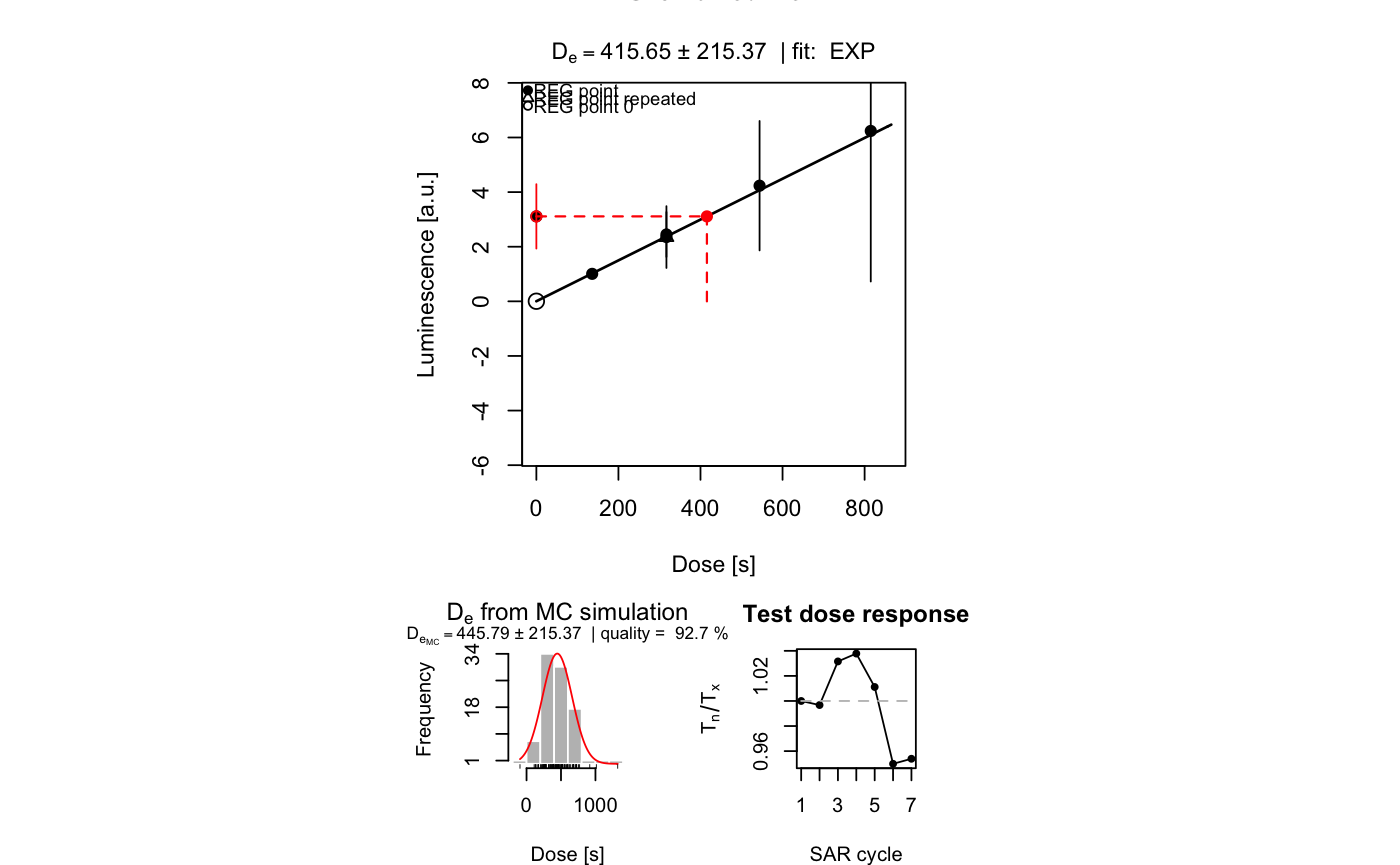 De = 415.65 ± 215.37 | fit: EXP
REG point
REG point repeated
REG point 0
Luminescence [a.u.]
8
6
4
2
0
-2
-4
-6
0 200 400 600 800
Dose [s]
De from MC simulation
DeMC = 445.79 ± 215.37 | quality = 92.7 %
Frequency
34
18
1
0 1000
Dose [s]
Test dose response
Tn/Tx
1.02
0.96
1 3 5 7
SAR cycle